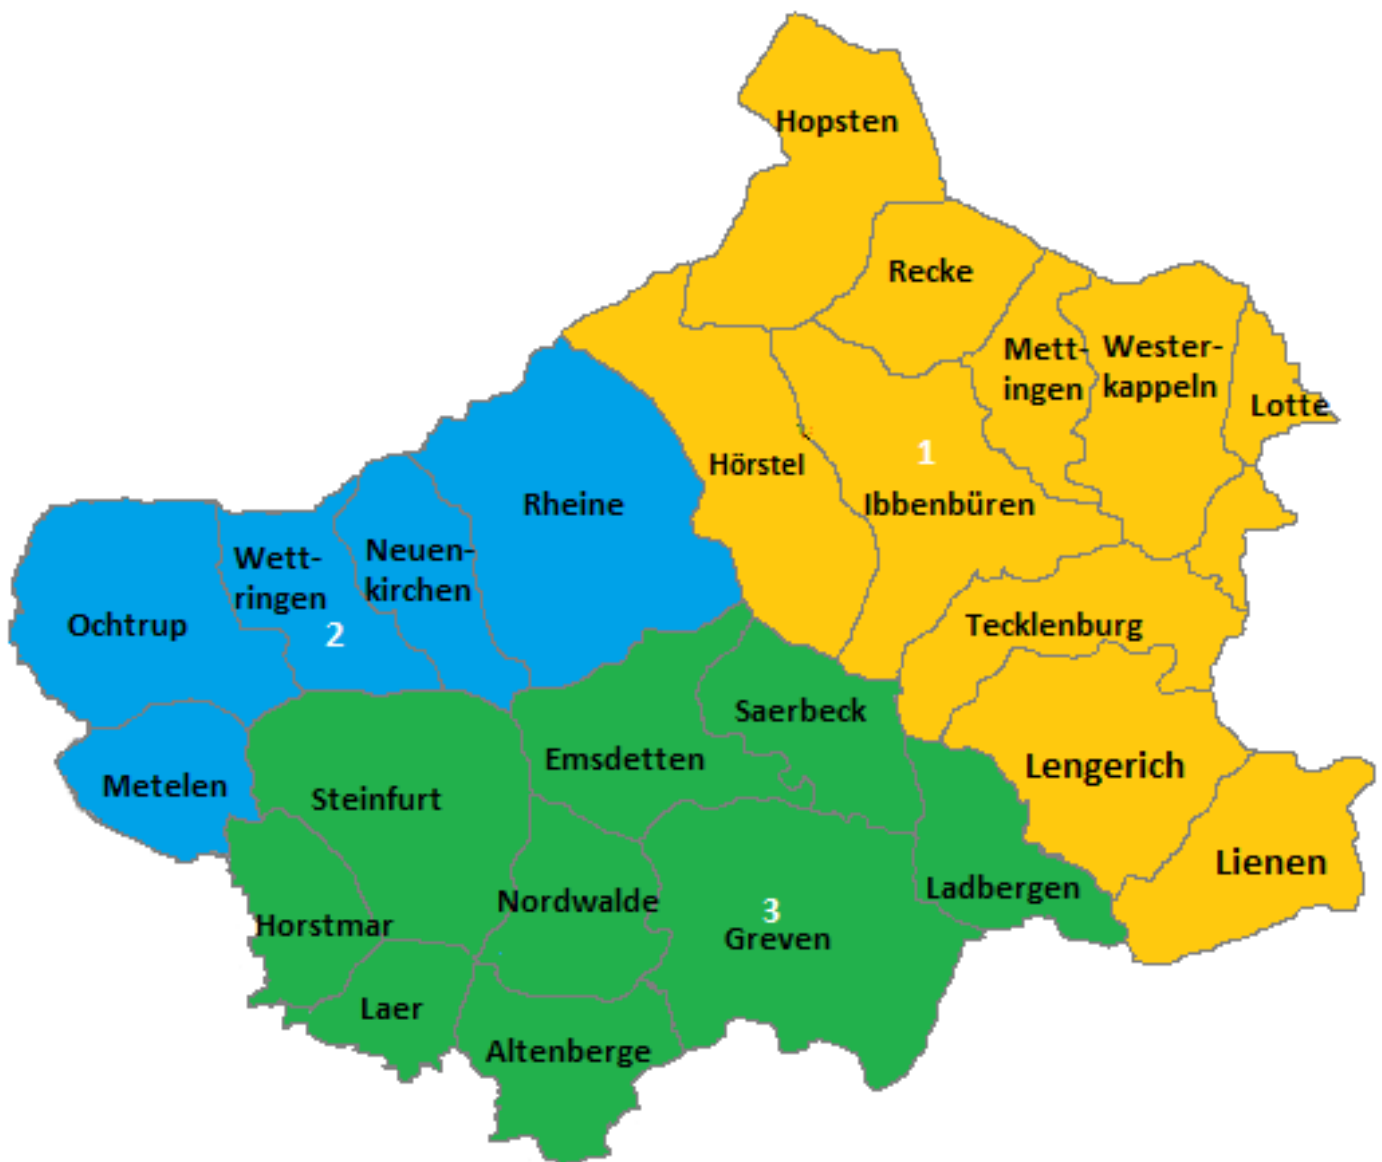 Hopsten
Recke
Mett-
ingen
Wester-
kappeln
Lotte
Hörstel
1
Ibbenbüren
Rheine
Wett-
ringen
2
Neuen-
kirchen
Ochtrup
Tecklenburg
Saerbeck
Emsdetten
Lengerich
Metelen
Steinfurt
Lienen
Ladbergen
Nordwalde
3
Greven
Horstmar
Laer
Altenberge